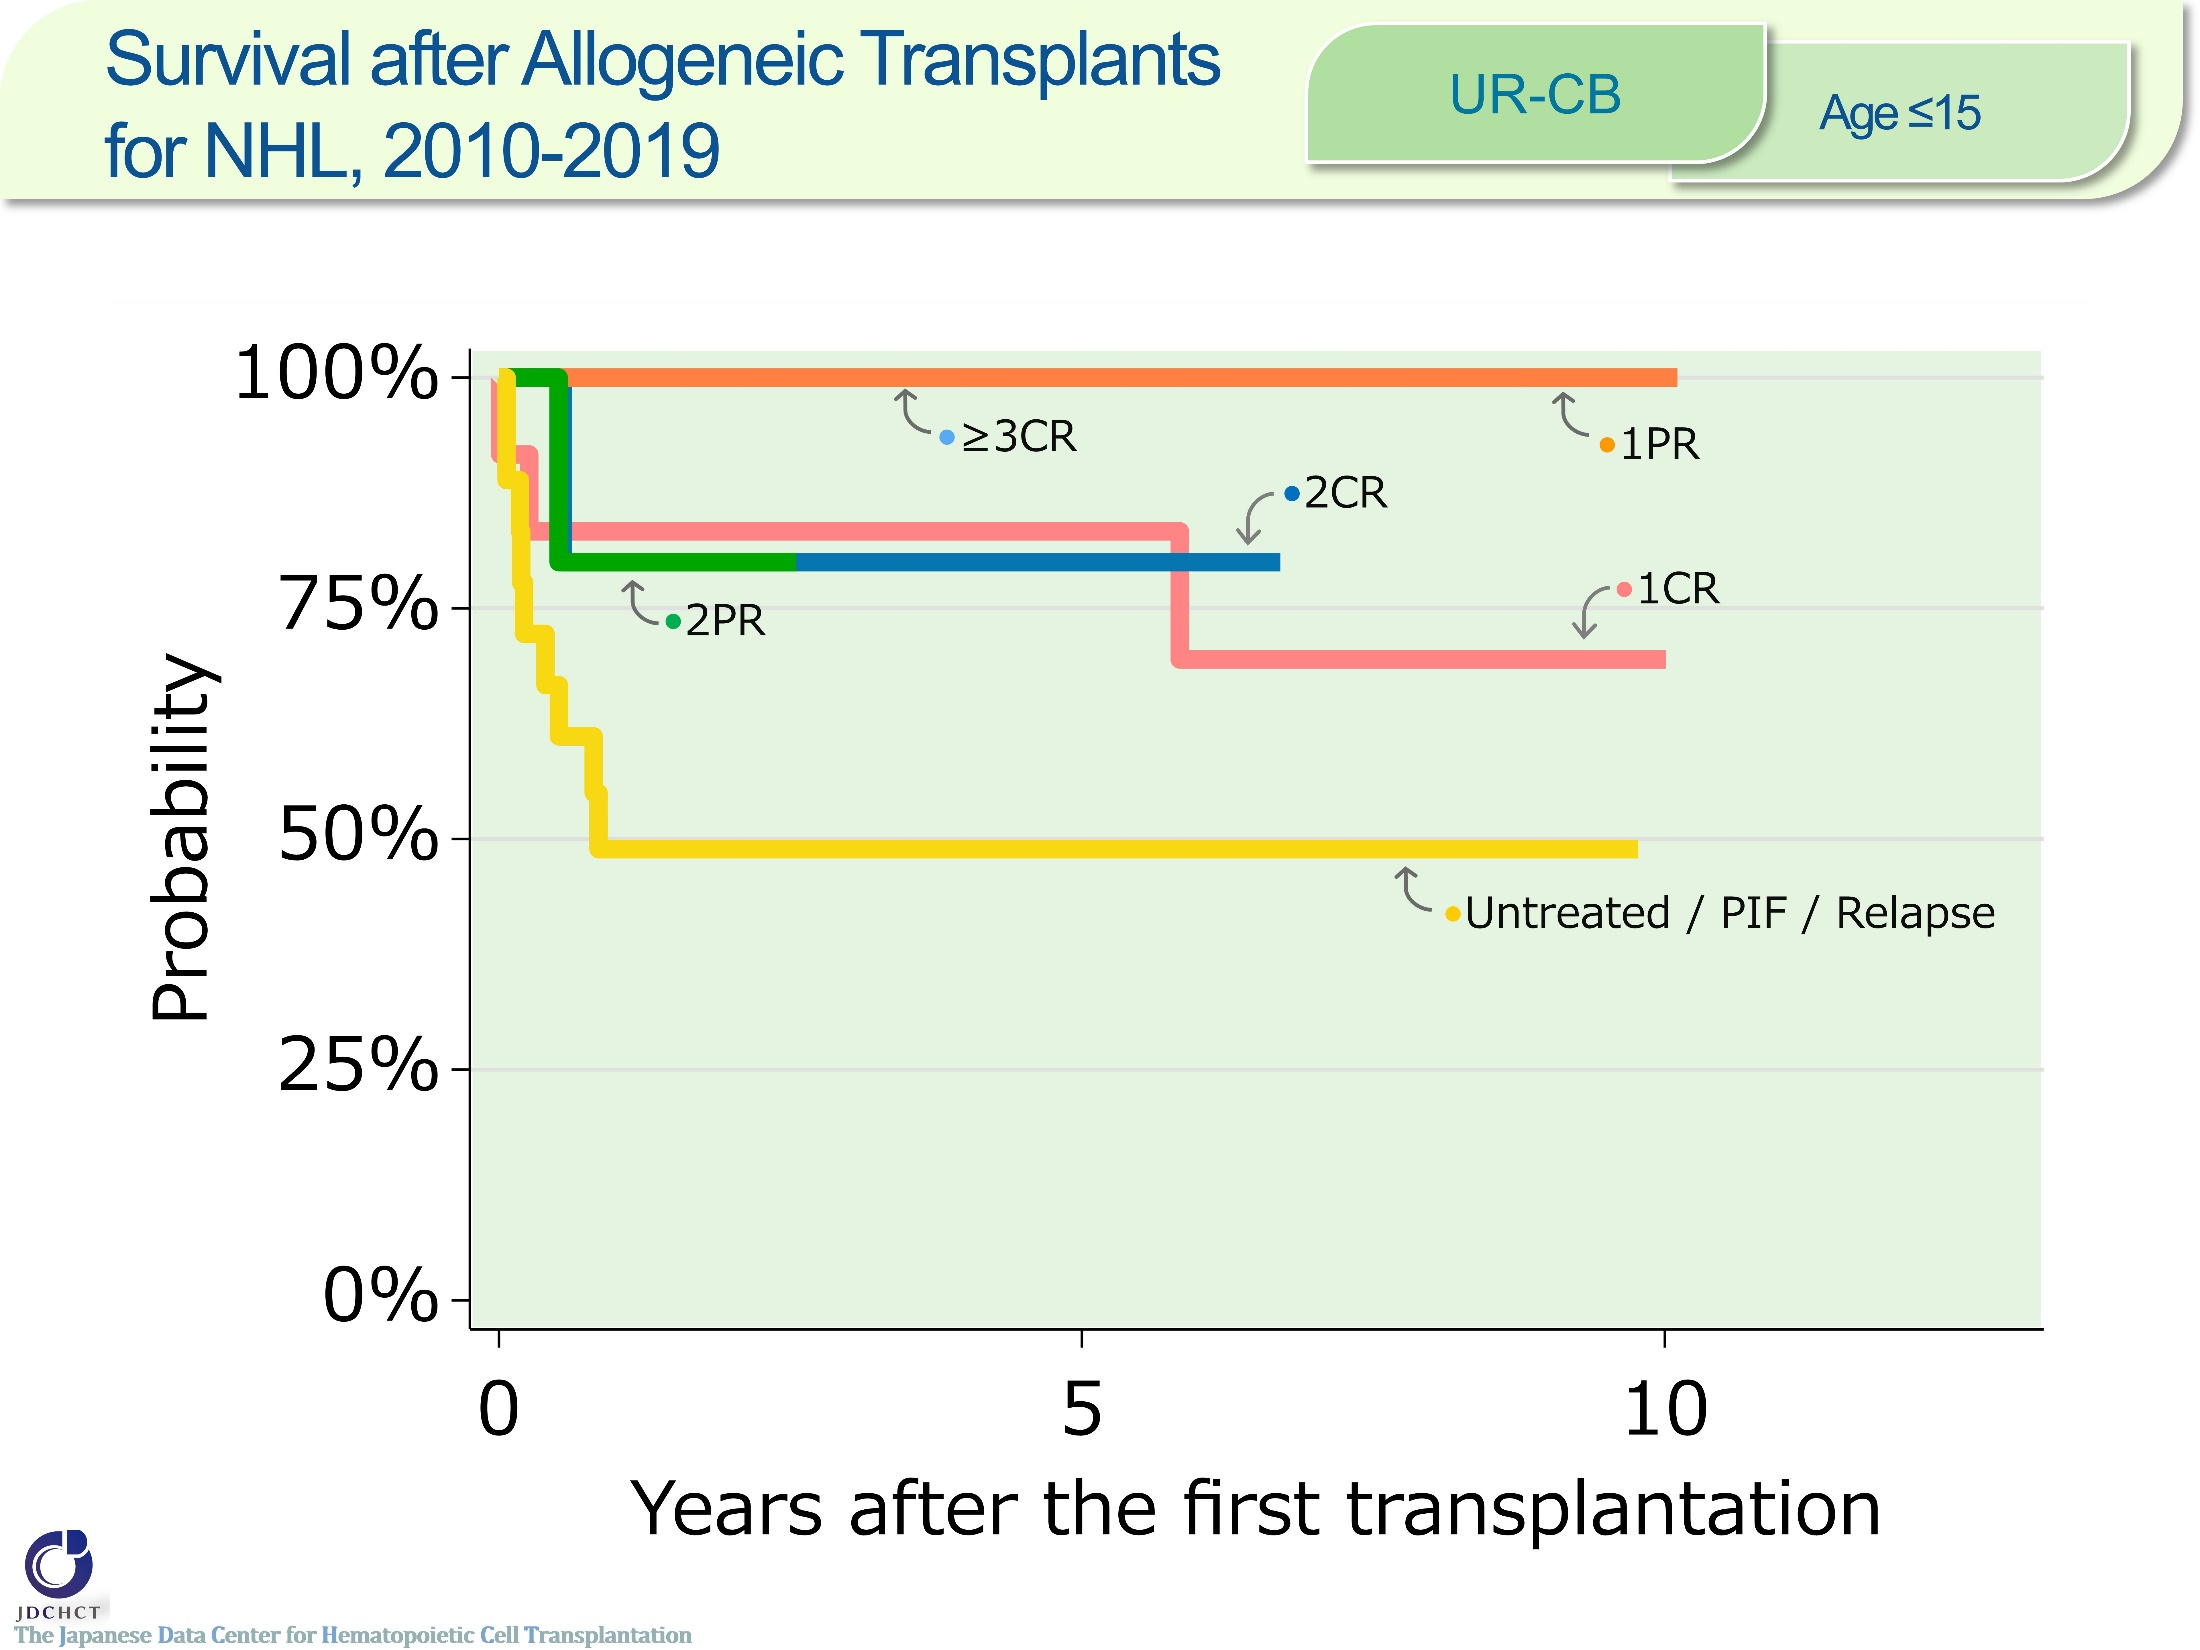 Survival after Allogeneic Transplants
for NHL, 2010-2019
UR-CB
Age ≤15
100%
75%
50%
25%
0%
Probability
≥3CR
1PR
2CR
1CR
2PR
Untreated / PIF / Relapse
0
5
10
Years after the first transplantation
JDCHCT
The Japanese Data Center for Hematopoietic Cell Transplantation